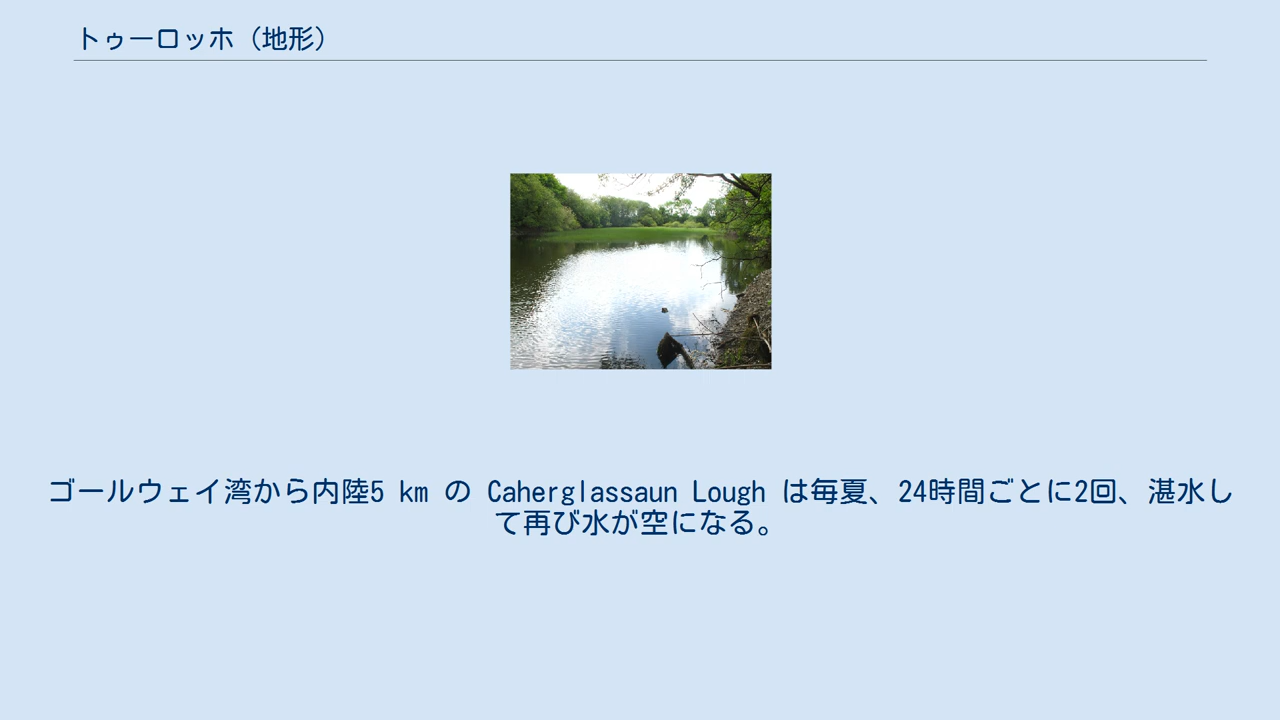 トゥーロッホ（地形）
ゴールウェイ湾から内陸5 km の Caherglassaun Lough は毎夏、24時間ごとに2回、湛水し
て再び水が空になる。